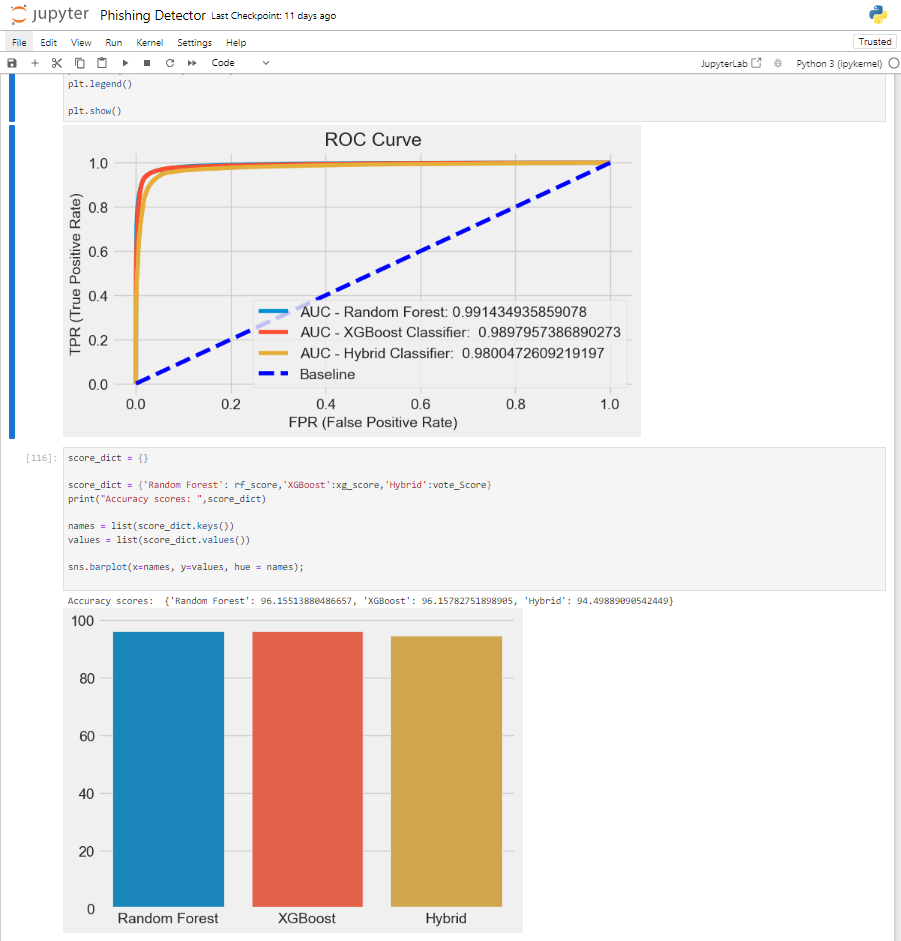 jupyter Phishing Detector Last Checkpoint: 11 days ago
File Edit View Run Kernel Settings Help Trusted
Code JupyterLab Python 3 (ipykernel)
plt.legend()
plt.show()
ROC Curve
TPR (True Positive Rate)
1.0
0.8
0.6
0.4
0.2
0.0
AUC - Random Forest: 0.991434935859078
AUC - XGBoost Classifier: 0.9897957386890273
AUC - Hybrid Classifier: 0.9800472609219197
Baseline
0.0 0.2 0.4 0.6 0.8 1.0
FPR (False Positive Rate)
[116]:
score_dict = {}
score_dict = {'Random Forest': rf_score,'XGBoost':xg_score,'Hybrid':vote_Score}
print("Accuracy scores: ",score_dict)
names = list(score_dict.keys())
values = list(score_dict.values())
sns.barplot(x=names, y=values, hue = names);
Accuracy scores:  {'Random Forest': 96.15513880486657, 'XGBoost': 96.15782751898905, 'Hybrid': 94.49889090542449}
100
80
60
40
20
0
Random Forest XGBoost Hybrid